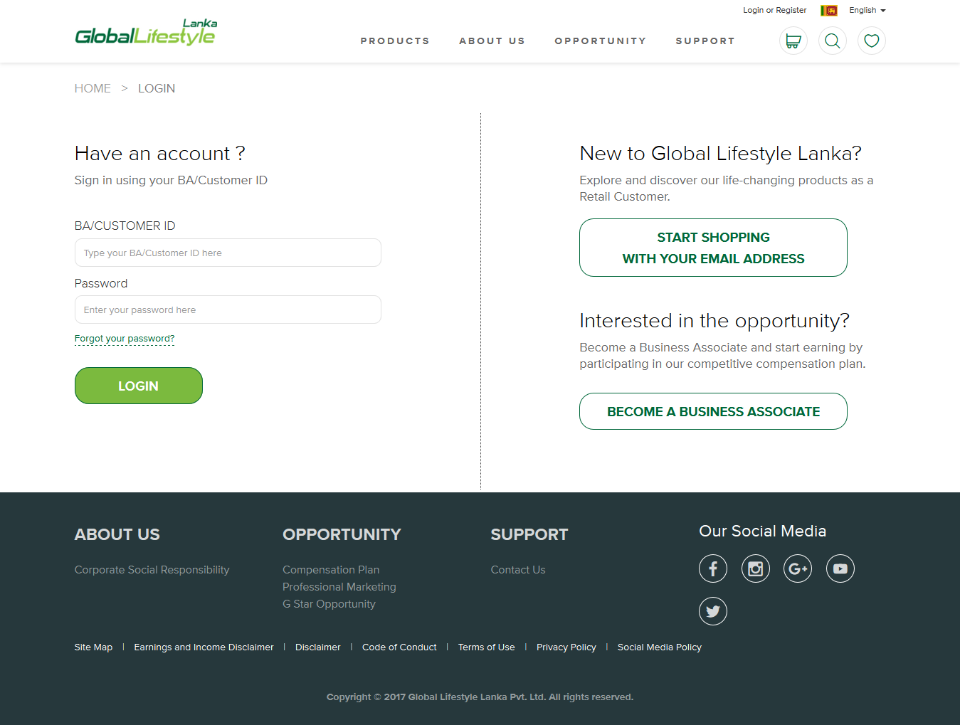 Login or Register
English
Lanka
GlobalLifestyle
PRODUCTS
ABOUT US
OPPORTUNITY
SUPPORT
HOME > LOGIN
Have an account ?
Sign in using your BA/Customer ID
BA/CUSTOMER ID
Type your BA/Customer ID here
Password
Enter your password here
Forgot your password?
LOGIN
New to Global Lifestyle Lanka?
Explore and discover our life-changing products as a
Retail Customer.
START SHOPPING
WITH YOUR EMAIL ADDRESS
Interested in the opportunity?
Become a Business Associate and start earning by
participating in our competitive compensation plan.
BECOME A BUSINESS ASSOCIATE
ABOUT US
Corporate Social Responsibility
OPPORTUNITY
Compensation Plan
Professional Marketing
G Star Opportunity
SUPPORT
Contact Us
Our Social Media
Site Map | Earnings and Income Disclaimer | Disclaimer | Code of Conduct | Terms of Use | Privacy Policy | Social Media Policy
Copyright © 2017 Global Lifestyle Lanka Pvt. Ltd. All rights reserved.